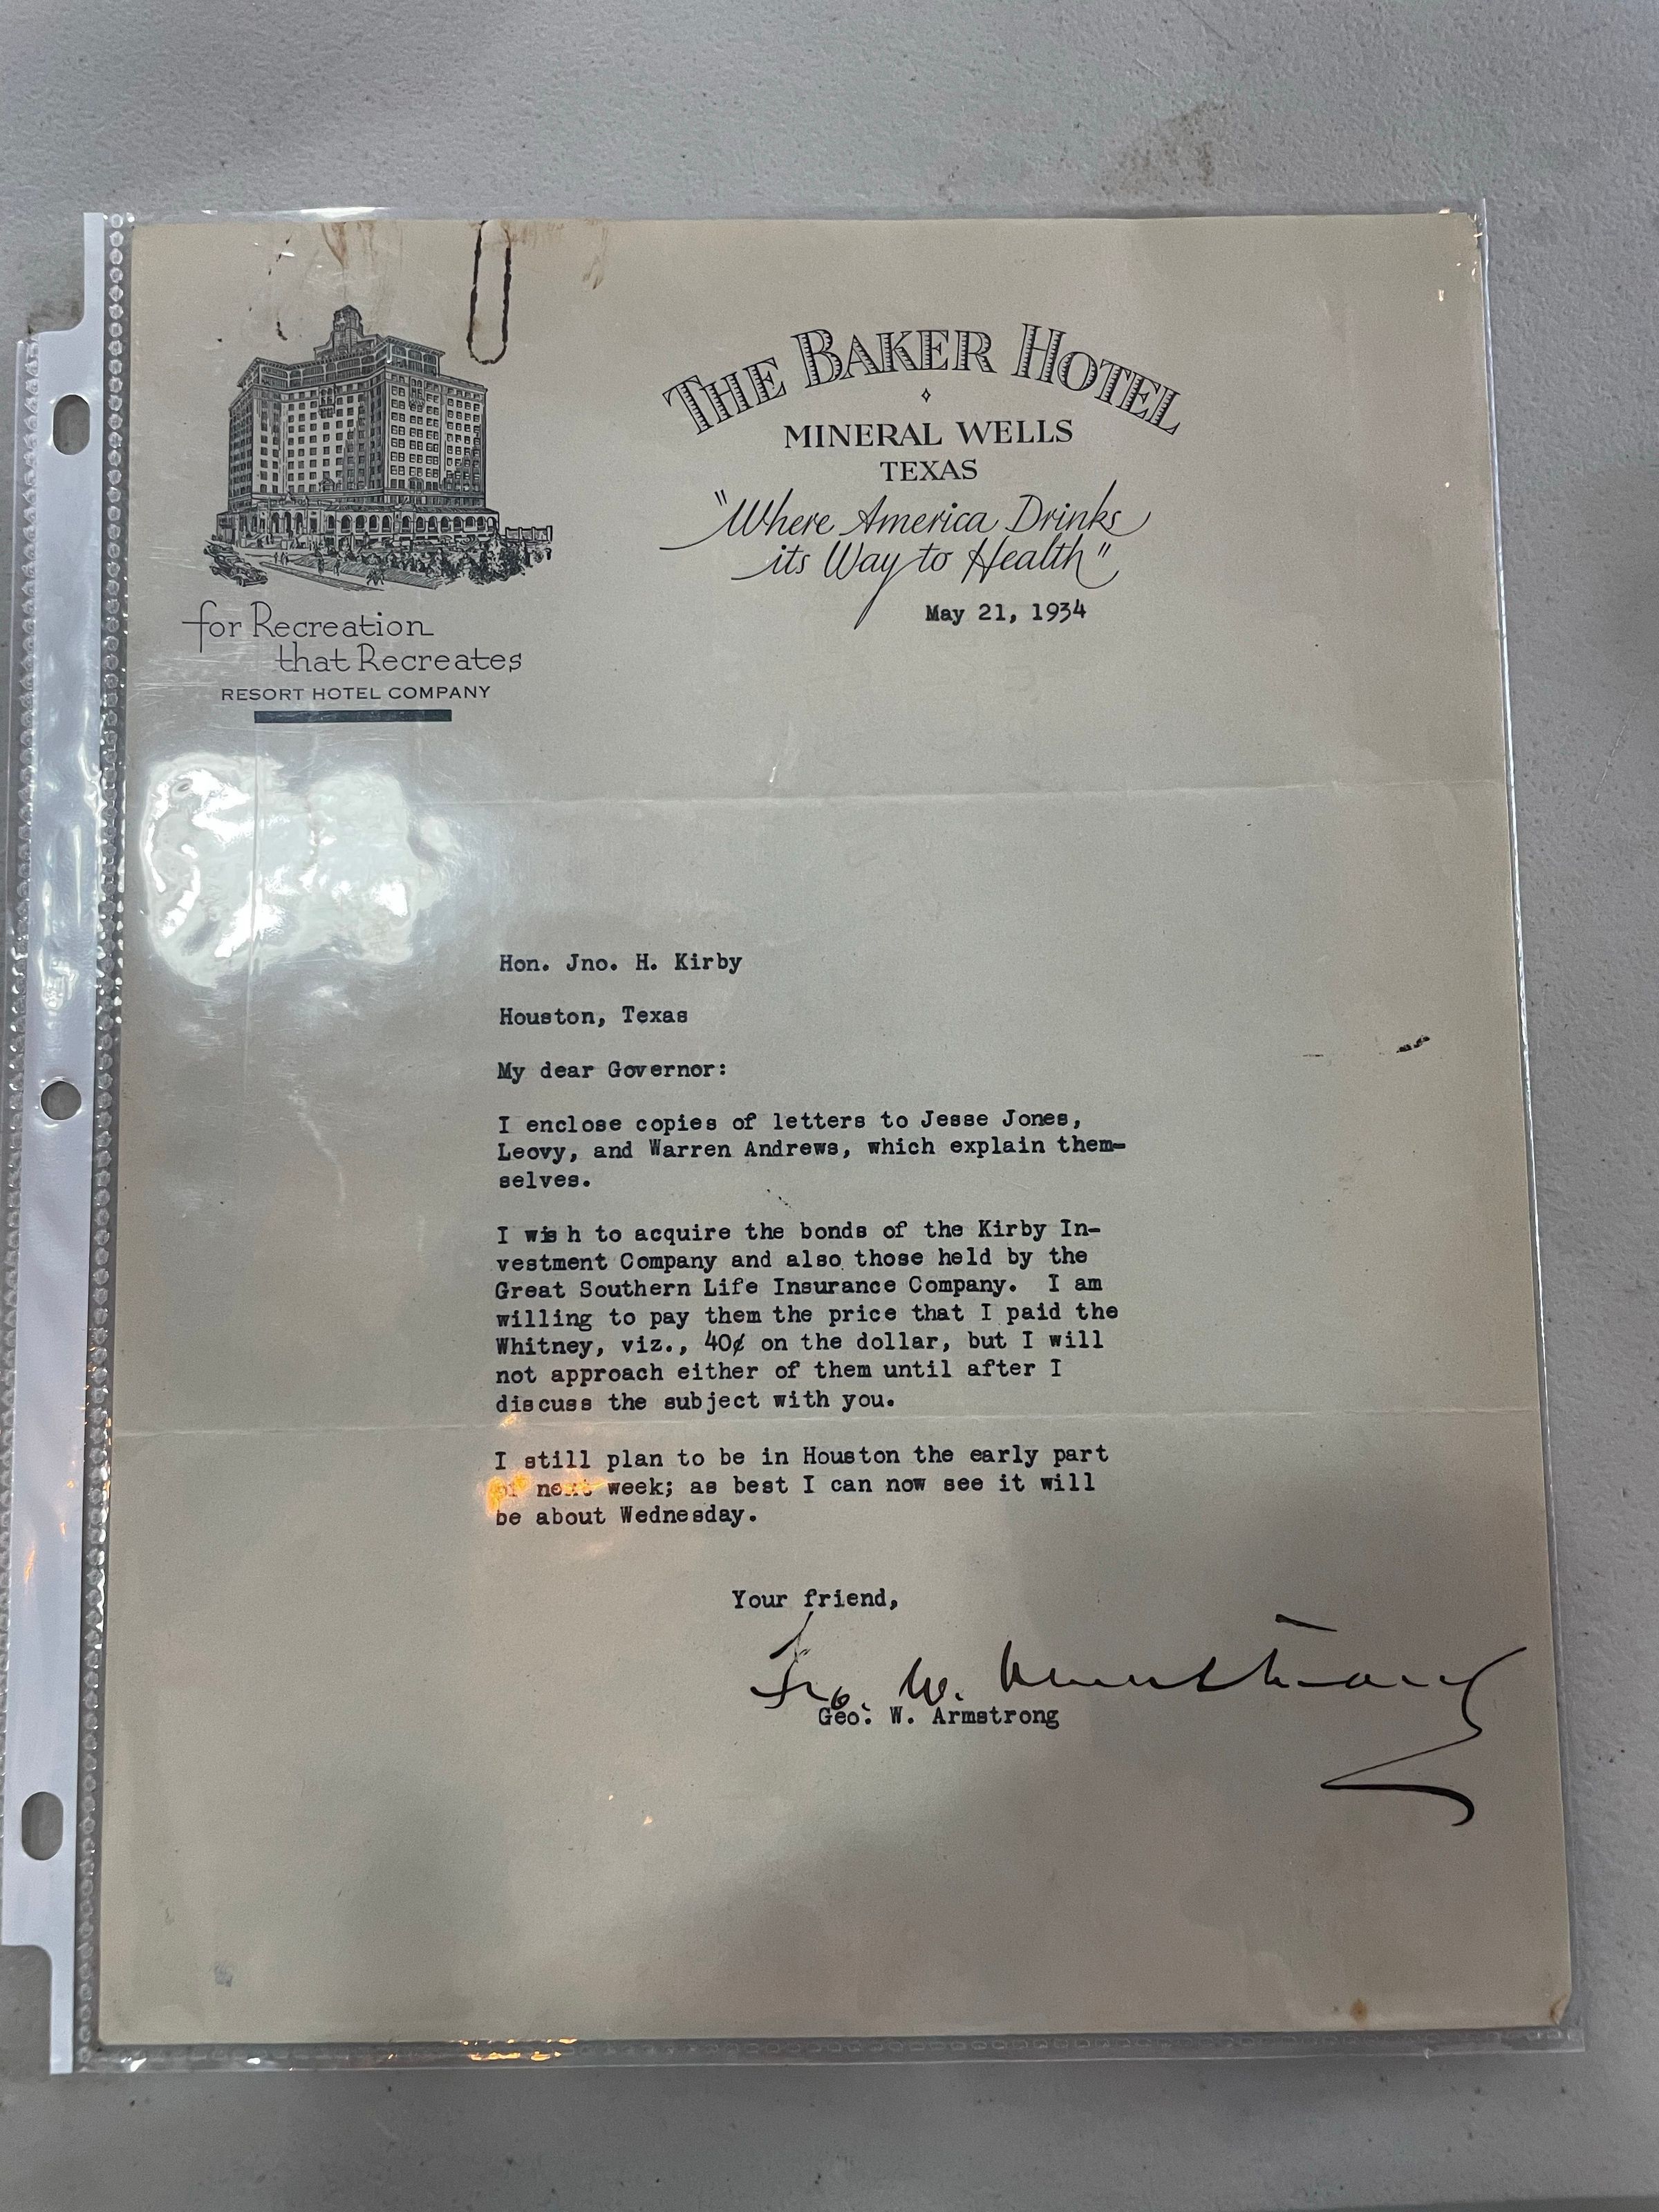 THE BAKER HOTEL
MINERAL WELLS
TEXAS
"Where America Drinks
its Way to Health"
May 21, 1934
for Recreation
that Recreates
RESORT HOTEL COMPANY
Hon. Jno. H. Kirby
Houston, Texas
My dear Governor:
I enclose copies of letters to Jesse Jones,
Leovy, and Warren Andrews, which explain them-
selves.
I wish to acquire the bonds of the Kirby In-
vestment Company and also those held by the
Great Southern Life Insurance Company. I am
willing to pay them the price that I paid the
Whitney, viz., 40¢ on the dollar, but I will
not approach either of them until after I
discuss the subject with you.
I still plan to be in Houston the early part
of next week; as best I can now see it will
be about Wednesday.
Your friend,
Geo. W. Armstrong
Geo. W. Armstrong